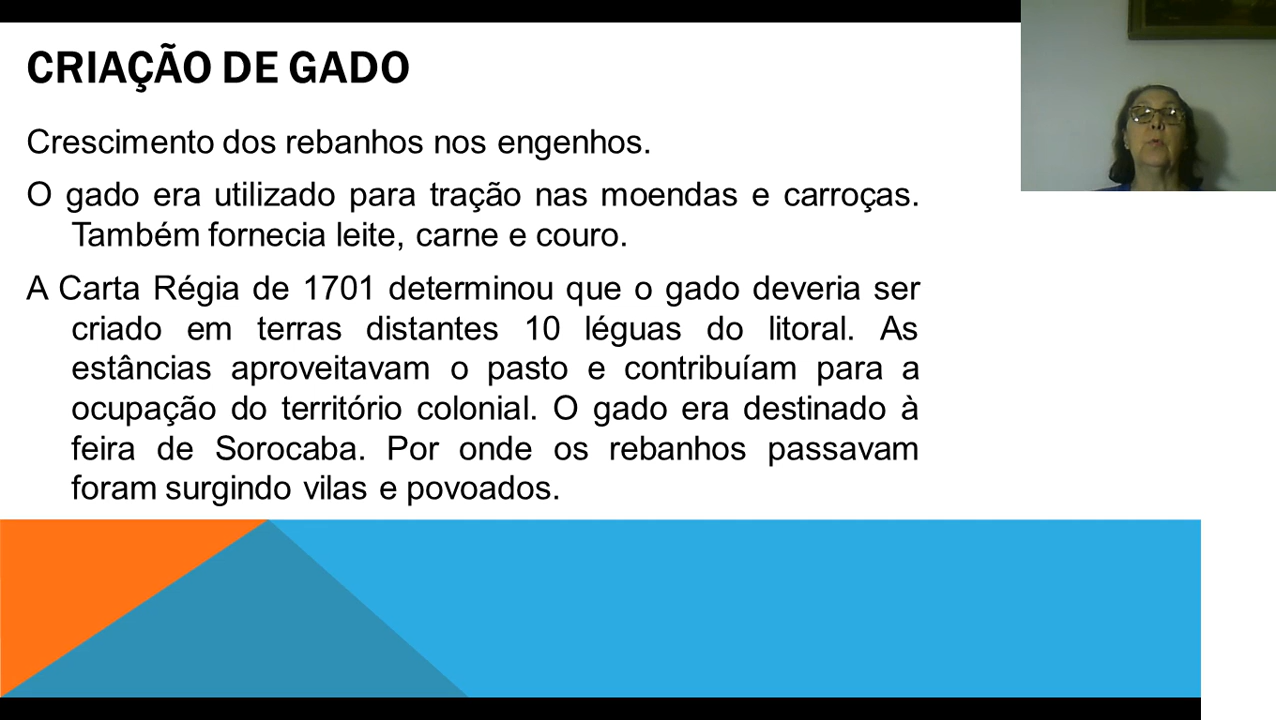 CRIAÇÃO DE GADO
Crescimento dos rebanhos nos engenhos.
O gado era utilizado para tração nas moendas e carroças.
Também fornecia leite, carne e couro.
A Carta Régia de 1701 determinou que o gado deveria ser
criado em terras distantes 10 léguas do litoral. As
estâncias aproveitavam o pasto e contribuíam para a
ocupação do território colonial. O gado era destinado à
feira de Sorocaba. Por onde os rebanhos passavam
foram surgindo vilas e povoados.